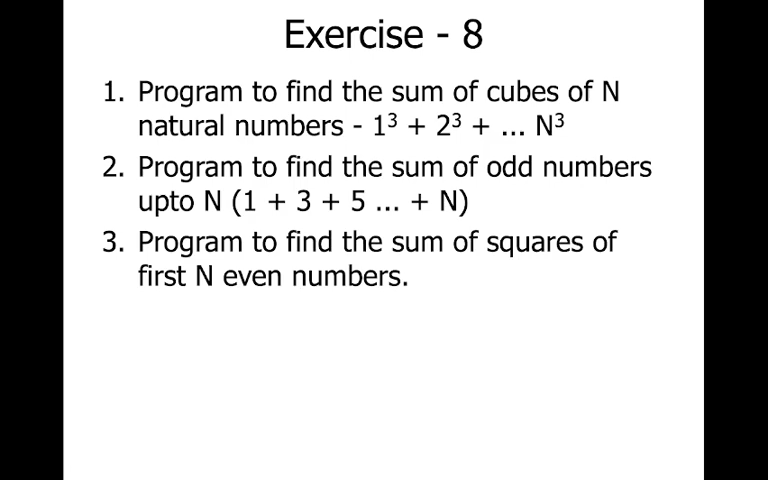 Exercise - 8
1. Program to find the sum of cubes of N
natural numbers - 1³ + 2³ + ... N³
2. Program to find the sum of odd numbers
upto N (1 + 3 + 5 ... + N)
3. Program to find the sum of squares of
first N even numbers.